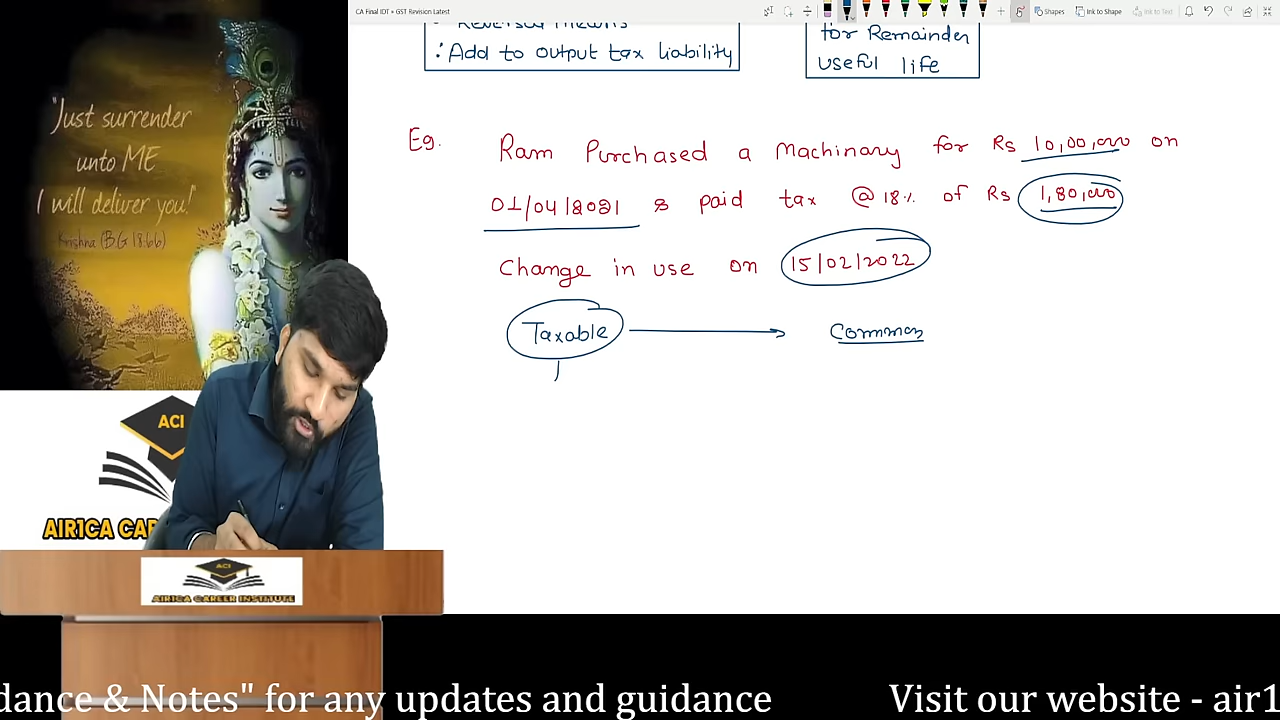 CA Final IDT » GST Revision Latest
Shapes Ink to Shape Ink to Text
Reversal means
∴ Add to output tax liability
for Remainder
useful life
"Just surrender
unto ME
I will deliver you!"
Krishna (BG 18:66)
Eg. Ram Purchased a Machinary for Rs 10,00,000 on
01/04/2021 & paid tax @ 18% of Rs 1,80,000
Change in use on 15/02/2022
Taxable → Common
ACI
AIR1CA CAR
ACI
AIR1CA CAREER INSTITUTE
dance & Notes" for any updates and guidance Visit our website - air1